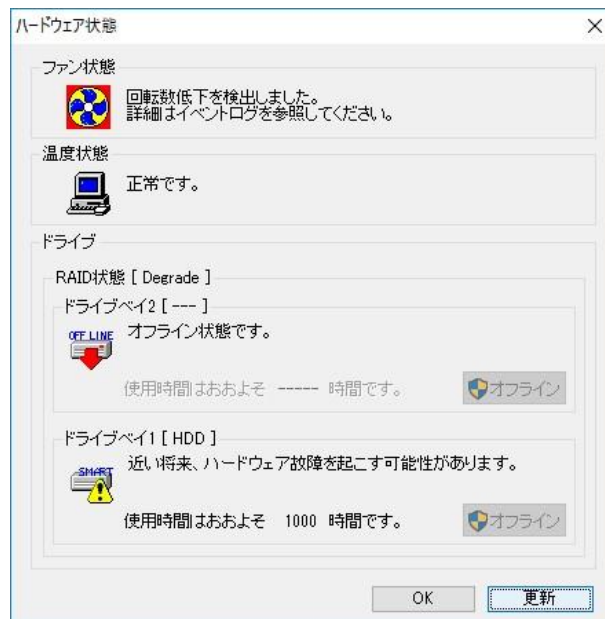 ハードウェア状態
ファン状態
回転数低下を検出しました。
詳細はイベントログを参照してください。
温度状態
正常です。
ドライブ
RAID状態 [ Degrade ]
ドライブベイ2 [ --- ]
OFF LINE
オフライン状態です。
使用時間はおおよそ ----- 時間です。
オフライン
ドライブベイ1 [ HDD ]
SMART
近い将来、ハードウェア故障を起こす可能性があります。
使用時間はおおよそ 1000 時間です。
オフライン
OK
更新